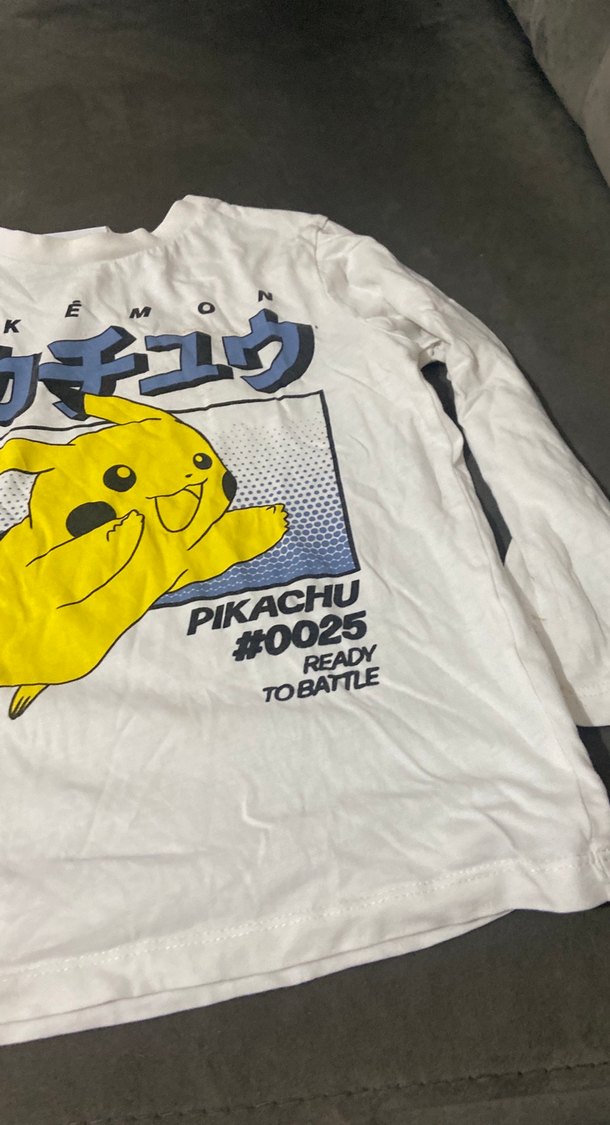 KÉMON
カチュウ
PIKACHU
#0025
READY
TO BATTLE